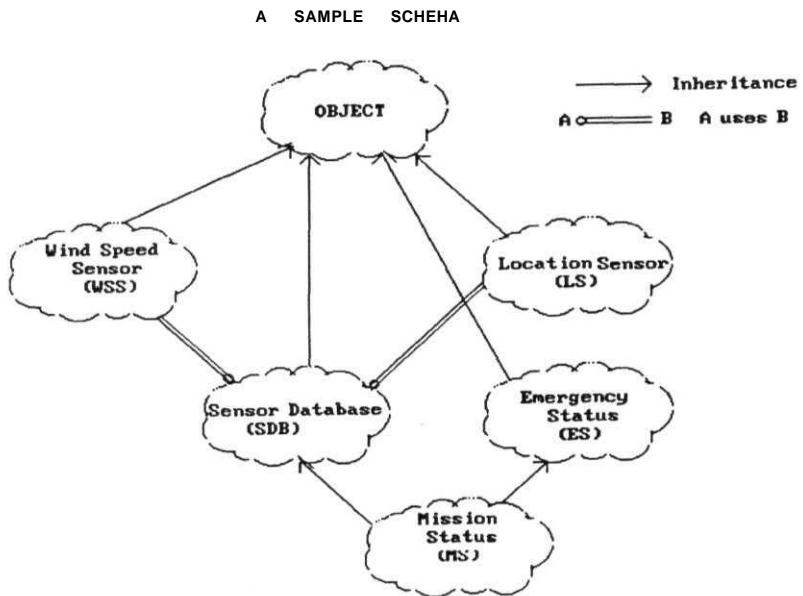 A SAMPLE SCHEHA
OBJECT
Inheritance
A B A uses B
Wind Speed
Sensor
(WSS)
Location Sensor
(LS)
Sensor Database
(SDB)
Emergency
Status
(ES)
Mission
Status
(MS)